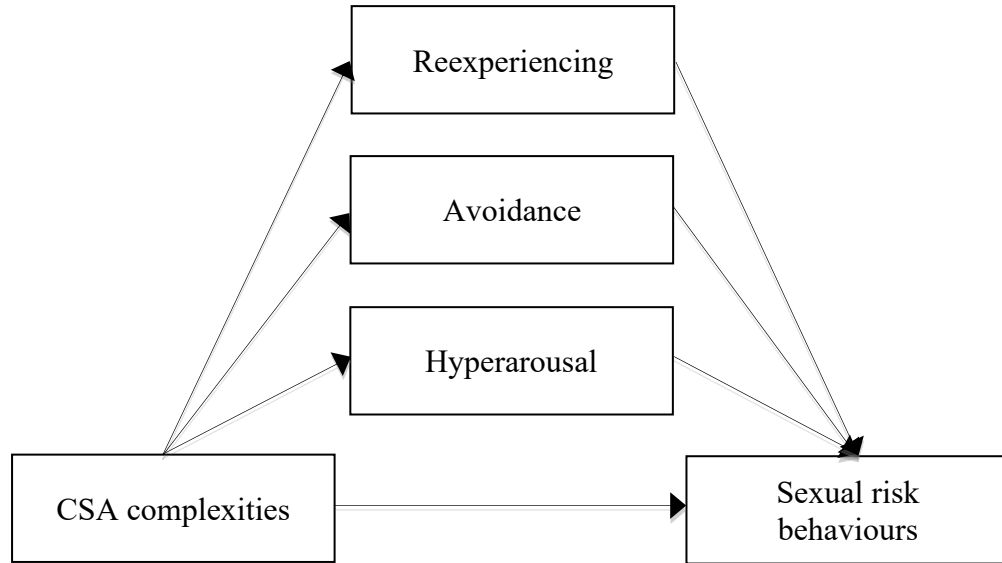 Reexperiencing
Avoidance
Hyperarousal
CSA complexities
Sexual risk
behaviours